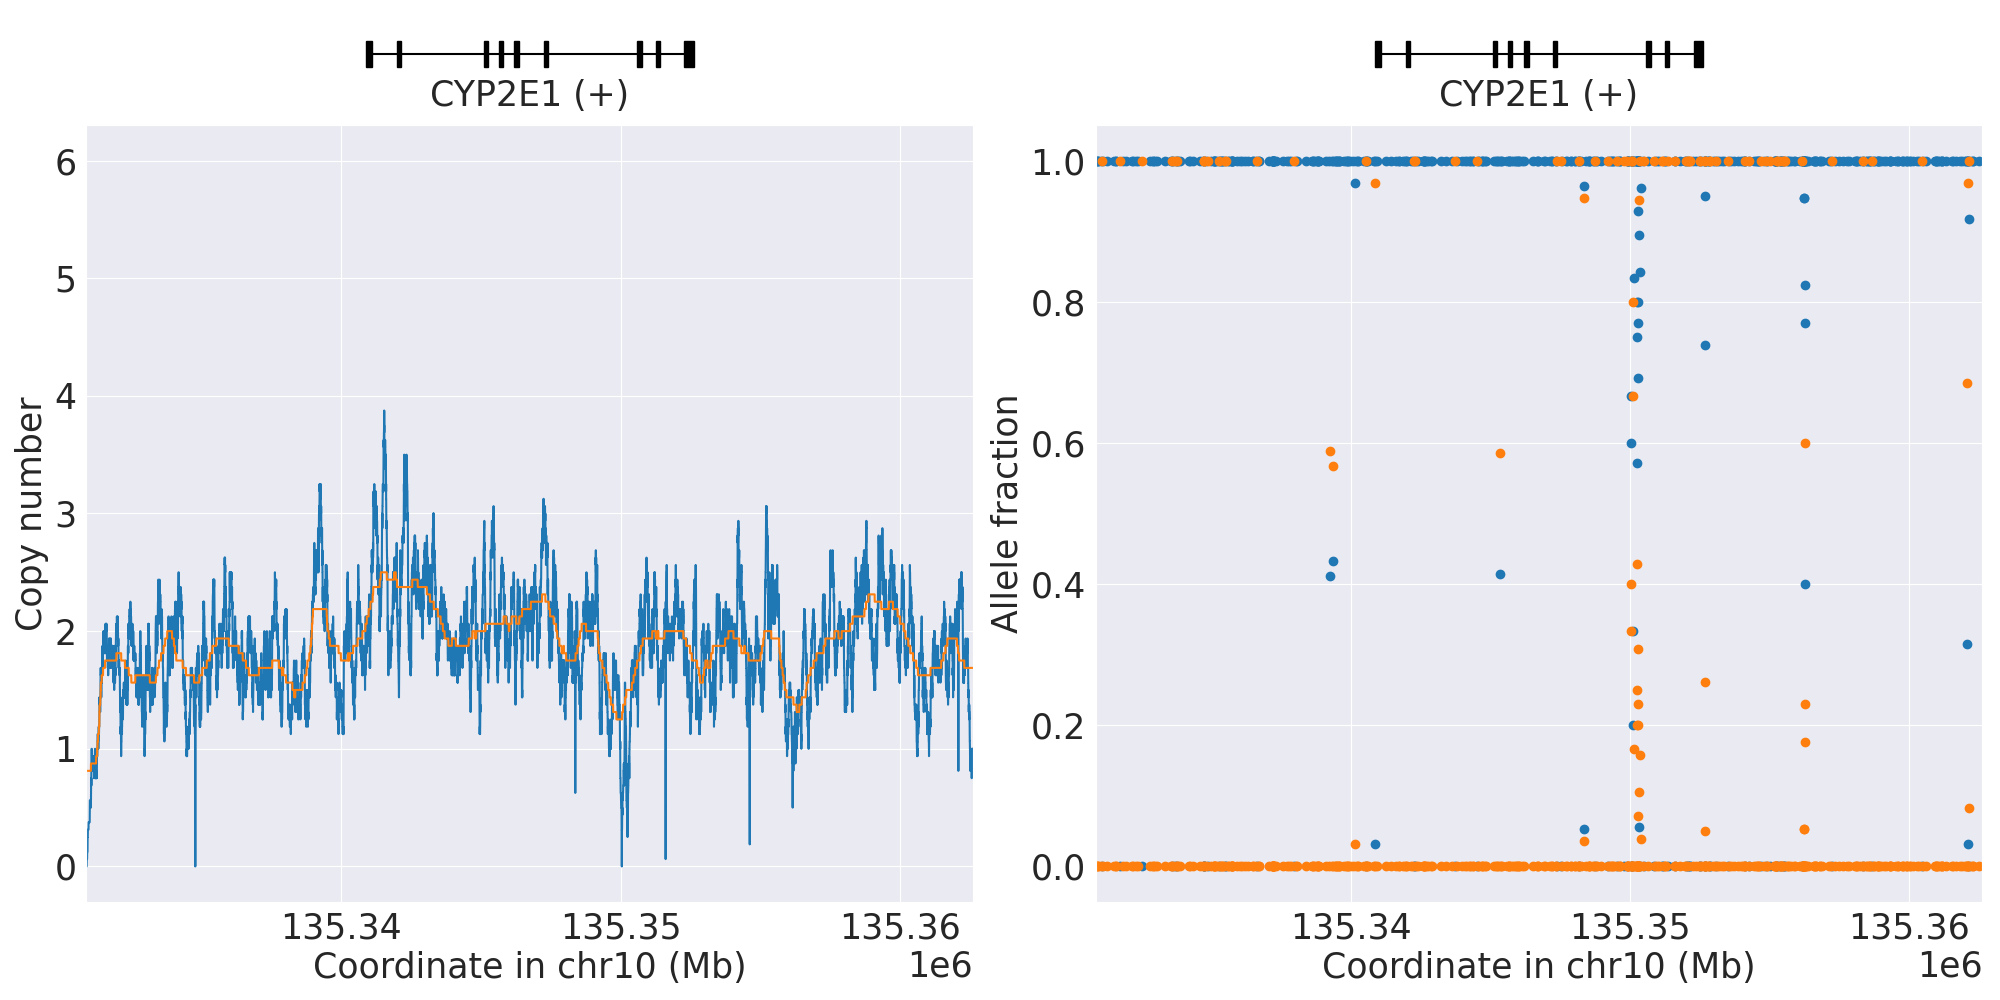 CYP2E1 (+)
6
5
4
3
2
1
0
Copy number
135.34 135.35 135.36
Coordinate in chr10 (Mb)
1e6
CYP2E1 (+)
1.0
0.8
0.6
0.4
0.2
0.0
Allele fraction
135.34 135.35 135.36
Coordinate in chr10 (Mb)
1e6